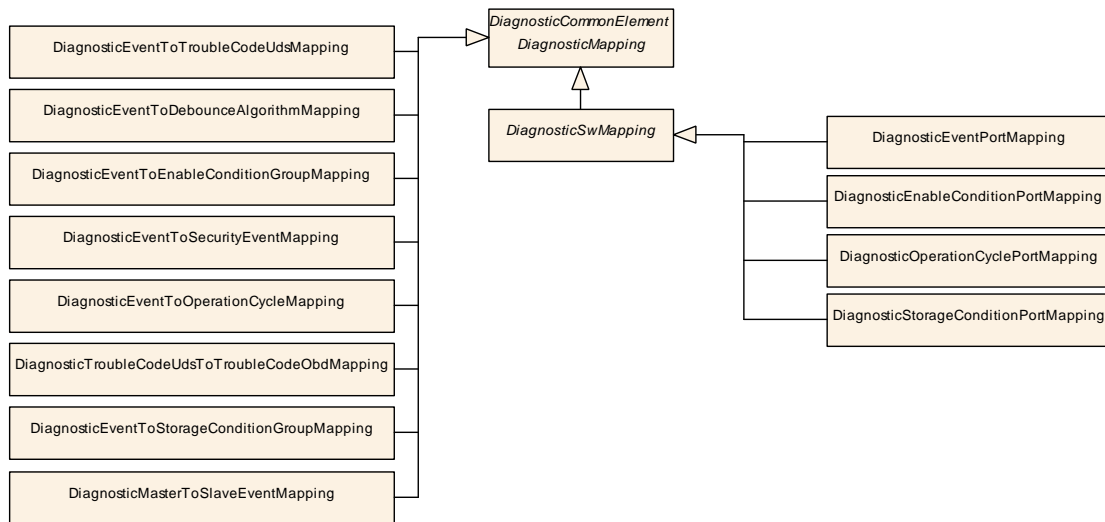 DiagnosticCommonElement
DiagnosticMapping
DiagnosticEventToTroubleCodeUdsMapping
DiagnosticEventToDebounceAlgorithmMapping
DiagnosticEventToEnableConditionGroupMapping
DiagnosticEventToSecurityEventMapping
DiagnosticEventToOperationCycleMapping
DiagnosticTroubleCodeUdsToTroubleCodeObdMapping
DiagnosticEventToStorageConditionGroupMapping
DiagnosticMasterToSlaveEventMapping
DiagnosticSwMapping
DiagnosticEventPortMapping
DiagnosticEnableConditionPortMapping
DiagnosticOperationCyclePortMapping
DiagnosticStorageConditionPortMapping